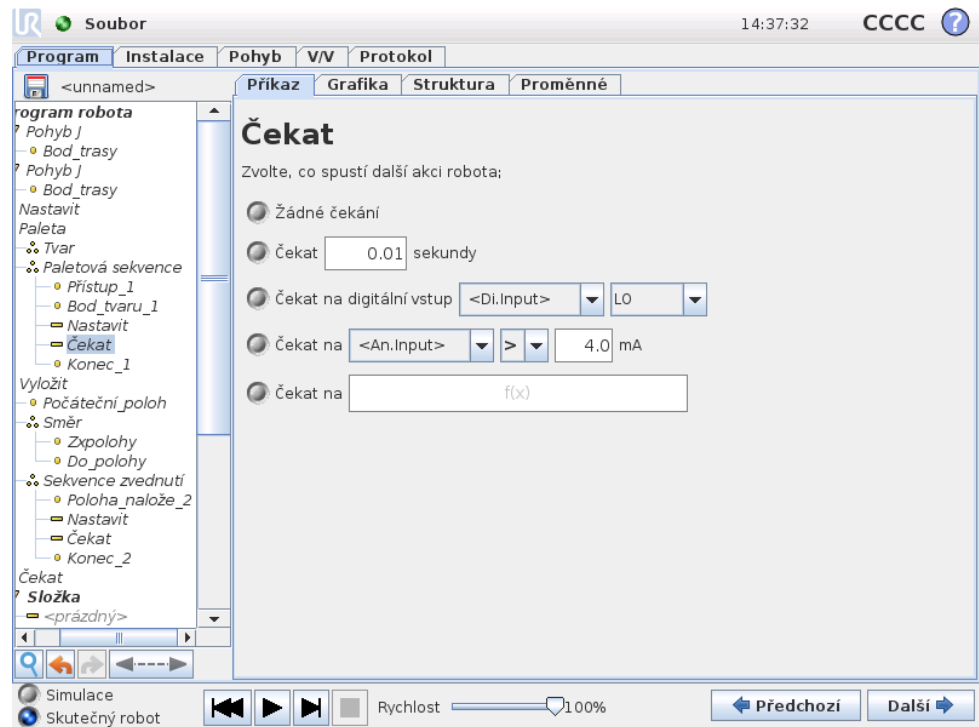 UR Soubor 14:37:32 CCCC ?
Program Instalace Pohyb V/V Protokol
<unnamed>
Příkaz Grafika Struktura Proměnné
rogram robota
Pohyb J
Bod_trasy
Pohyb J
Bod_trasy
Nastavit
Paleta
Tvar
Paletová sekvence
Přístup_1
Bod_tvaru_1
Nastavit
Čekat
Konec_1
Vyložit
Počáteční_poloh
Směr
Zxpolohy
Do_polohy
Sekvence zvednutí
Poloha_nalože_2
Nastavit
Čekat
Konec_2
Čekat
Složka
<prázdný>
Čekat
Zvolte, co spustí další akci robota;
Žádné čekání
Čekat 0.01 sekundy
Čekat na digitální vstup <Di.Input> LO
Čekat na <An.Input> > 4.0 mA
Čekat na f(x)
Simulace
Skutečný robot
Rychlost 100%
Předchozí Další